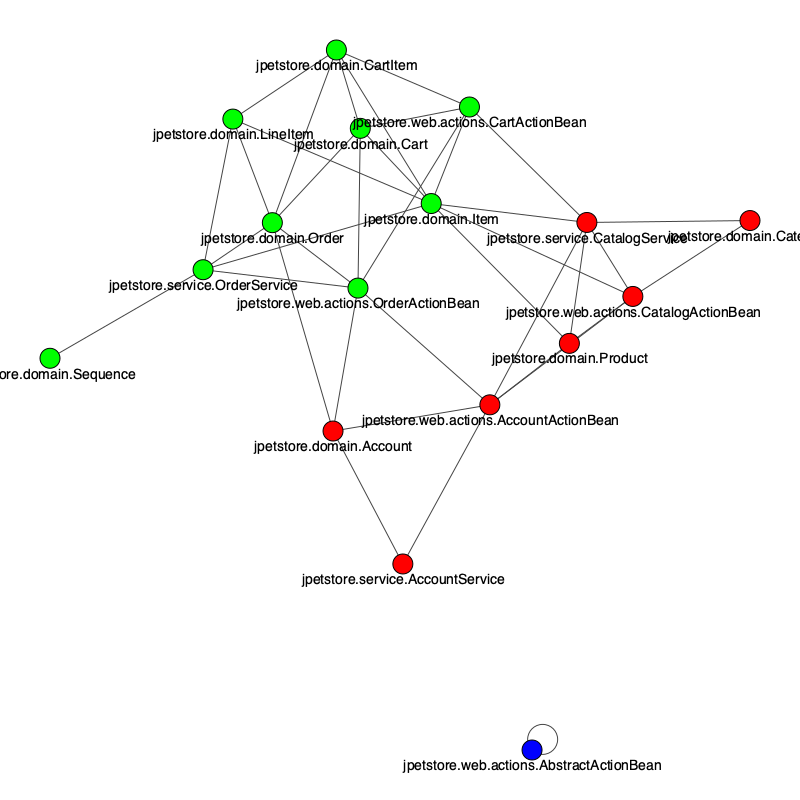 jpetstore.domain.CartItem
jpetstore.web.actions.CartActionBean
jpetstore.domain.LineItem
jpetstore.domain.Cart
jpetstore.domain.Item
jpetstore.domain.Order
jpetstore.service.CatalogService
jpetstore.domain.Cate
jpetstore.service.OrderService
jpetstore.web.actions.OrderActionBean
jpetstore.web.actions.CatalogActionBean
jpetstore.domain.Product
ore.domain.Sequence
jpetstore.web.actions.AccountActionBean
jpetstore.domain.Account
jpetstore.service.AccountService
jpetstore.web.actions.AbstractActionBean